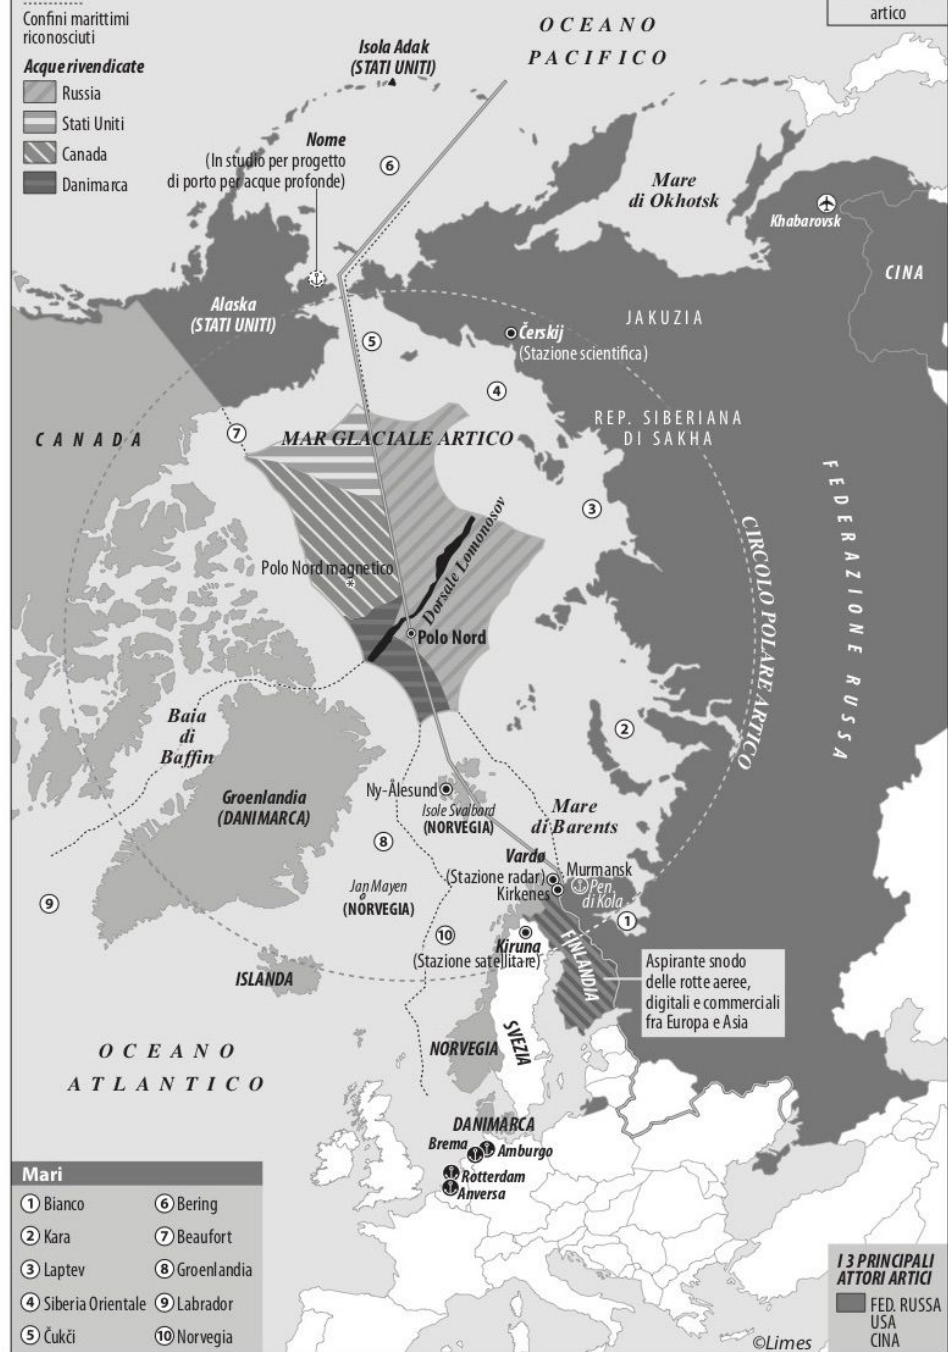 Confini marittimi
riconosciuti
Acque rivendicate
Russia
Stati Uniti
Canada
Danimarca
artico
OCEANO
PACIFICO
Isola Adak
(STATI UNITI)
Nome
(In studio per progetto
di porto per acque profonde)
6
Mare
di Okhotsk
Khabarovsk
CINA
Alaska
(STATI UNITI)
JAKUZIA
5
Čerskij
(Stazione scientifica)
4
REP. SIBERIANA
DI SAKHA
CANADA
7
MAR GLACIALE ARTICO
3
FEDERAZIONE RUSSA
CIRCOLO POLARE ARTICO
Dorsale Lomonosov
Polo Nord magnetico
Polo Nord
Baia
di
Baffin
2
Groenlandia
(DANIMARCA)
Ny-Ålesund
Isole Svalbard
(NORVEGIA)
Mare
di Barents
8
Vardø
(Stazione radar)
Kirkenes
Murmansk
Pen.
di Kola
Jan Mayen
(NORVEGIA)
9
1
10
Kiruna
(Stazione satellitare)
FINLANDIA
Aspirante snodo
delle rotte aeree,
digitali e commerciali
fra Europa e Asia
ISLANDA
SVEZIA
NORVEGIA
OCEANO
ATLANTICO
DANIMARCA
Brema
Amburgo
Rotterdam
Anversa
Mari
1 Bianco
2 Kara
3 Laptev
4 Siberia Orientale
5 Čukči
6 Bering
7 Beaufort
8 Groenlandia
9 Labrador
10 Norvegia
I 3 PRINCIPALI
ATTORI ARTICI
FED. RUSSA
USA
CINA
©Limes